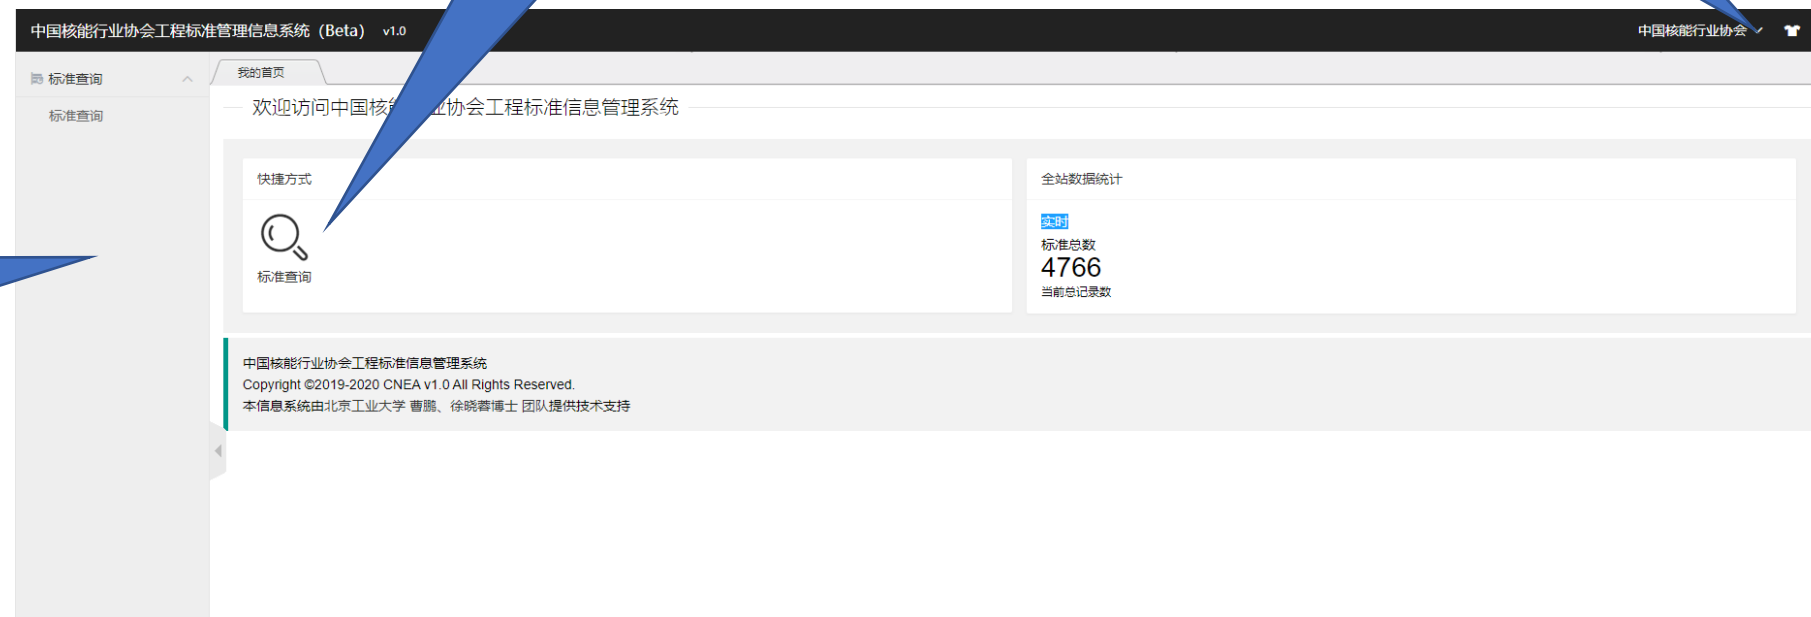 中国核能行业协会工程标准管理信息系统（Beta） v1.0
中国核能行业协会
标准查询
我的首页
标准查询
欢迎访问中国核 业协会工程标准信息管理系统
快捷方式
标准查询
全站数据统计
实时
标准总数
4766
当前总记录数
中国核能行业协会工程标准信息管理系统
Copyright ©2019-2020 CNEA v1.0 All Rights Reserved.
本信息系统由北京工业大学 曹鹏、徐晓蓉博士 团队提供技术支持